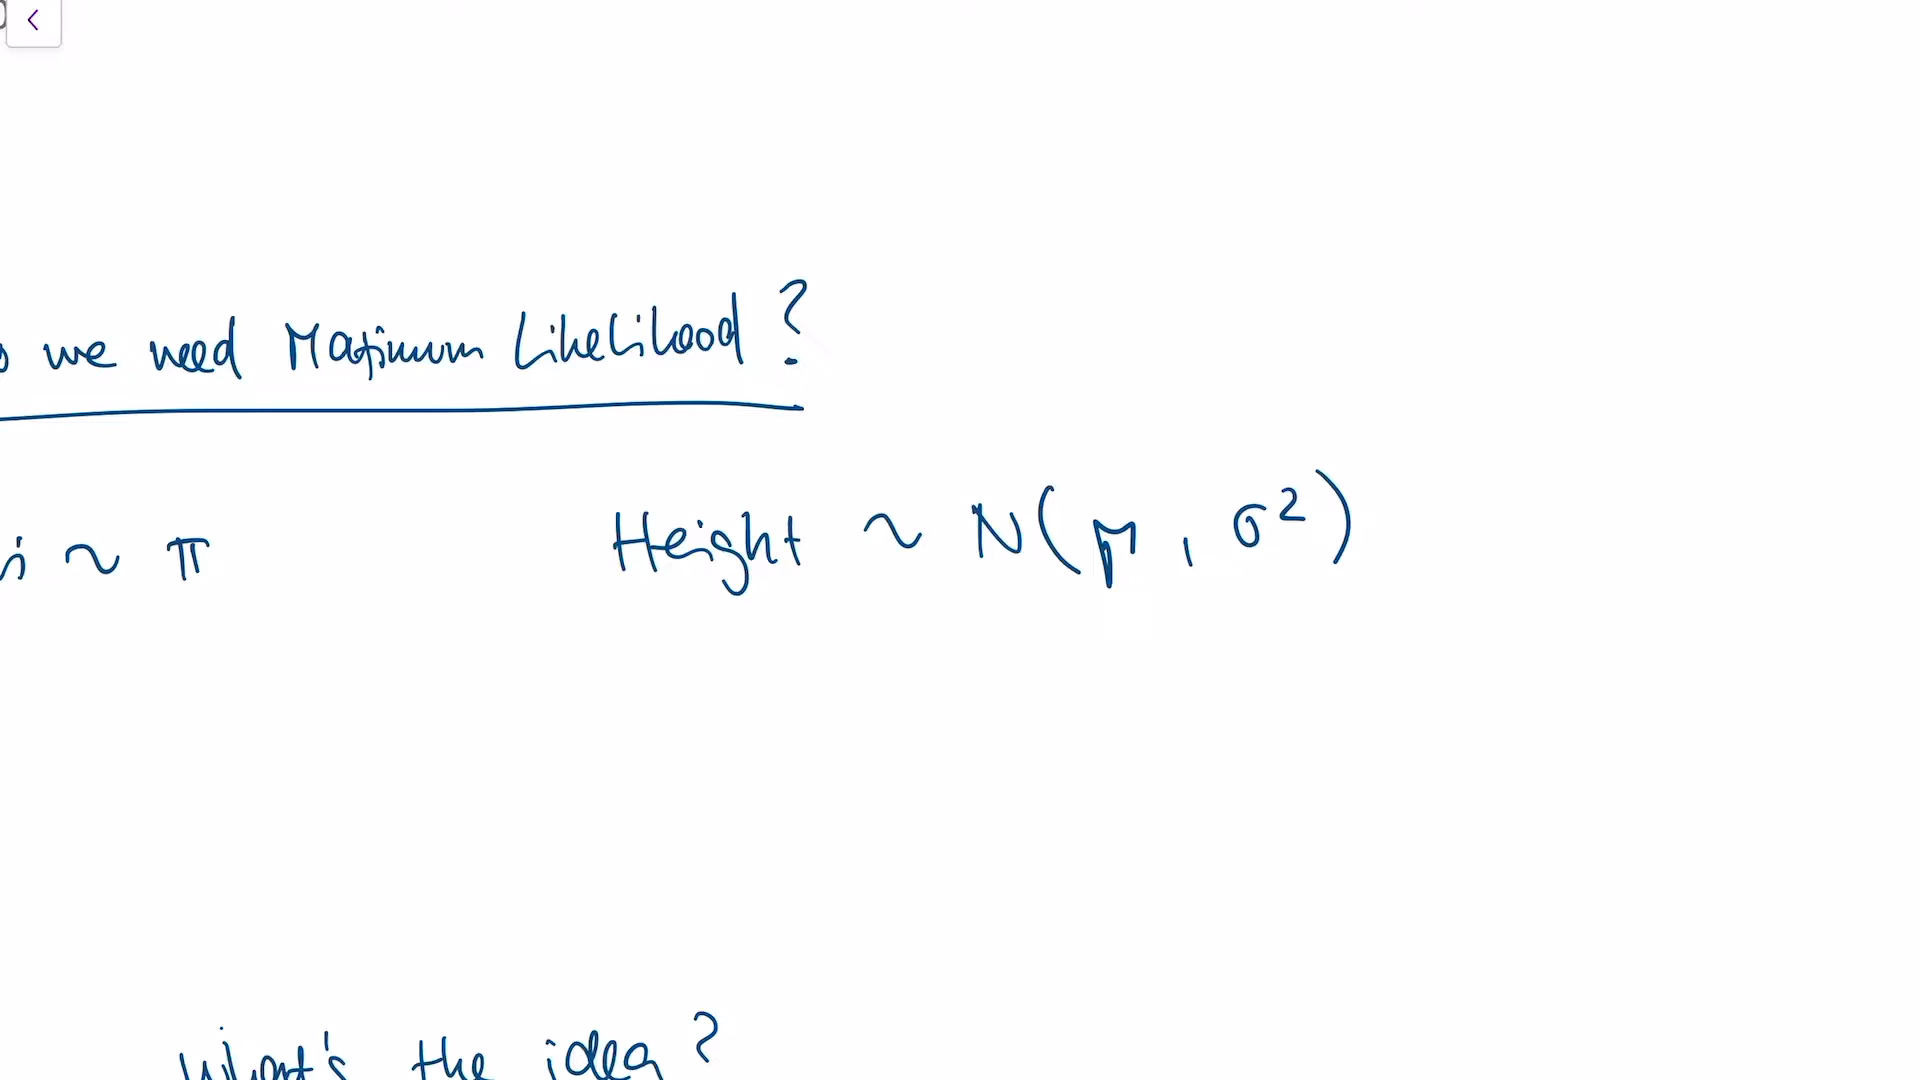 we need Maximum Likelihood?
~ π Height ~ N(μ, σ²)
What's the idea?